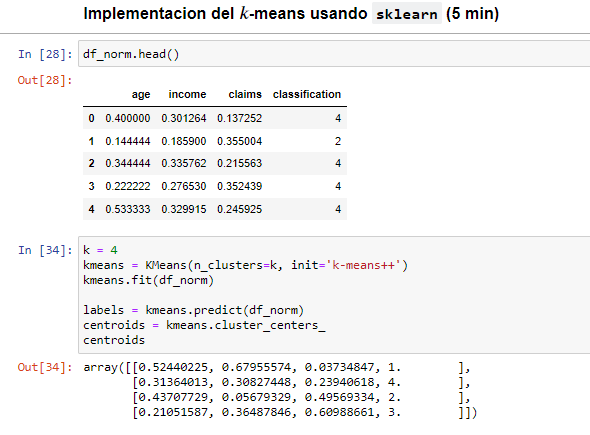 Implementacion del k-means usando sklearn (5 min)
In [28]: df_norm.head()
Out[28]:
age income claims classification
0 0.400000 0.301264 0.137252 4
1 0.144444 0.185900 0.355004 2
2 0.344444 0.335762 0.215563 4
3 0.222222 0.276530 0.352439 4
4 0.533333 0.329915 0.245925 4
In [34]: k = 4
kmeans = KMeans(n_clusters=k, init='k-means++')
kmeans.fit(df_norm)
labels = kmeans.predict(df_norm)
centroids = kmeans.cluster_centers_
centroids
Out[34]: array([[0.52440225, 0.67955574, 0.03734847, 1.        ],
[0.31364013, 0.30827448, 0.23940618, 4.        ],
[0.43707729, 0.05679329, 0.49569334, 2.        ],
[0.21051587, 0.36487846, 0.60988661, 3.        ]])